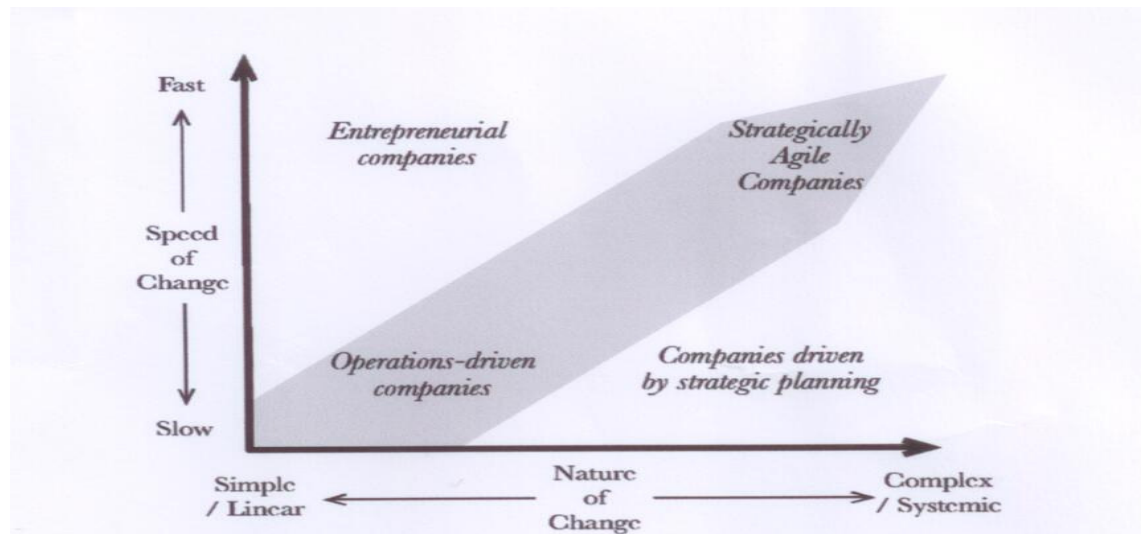 Fast
Entrepreneurial
companies
Strategically
Agile
Companies
Speed
of
Change
Operations-driven
companies
Companies driven
by strategic planning
Slow
Simple
/ Linear
Nature
of
Change
Complex
/ Systemic